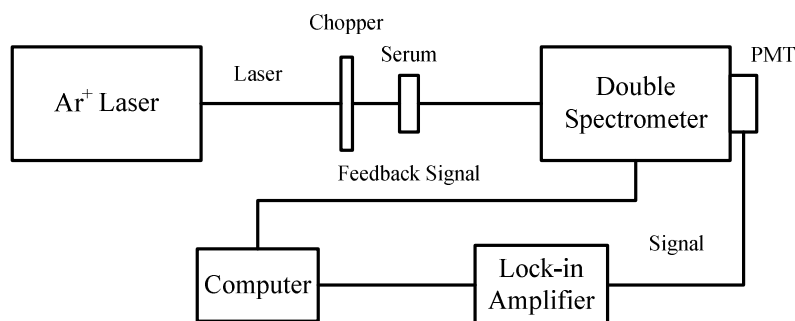 Chopper
Serum
PMT
Laser
Ar+ Laser
Double
Spectrometer
Feedback Signal
Signal
Computer
Lock-in
Amplifier